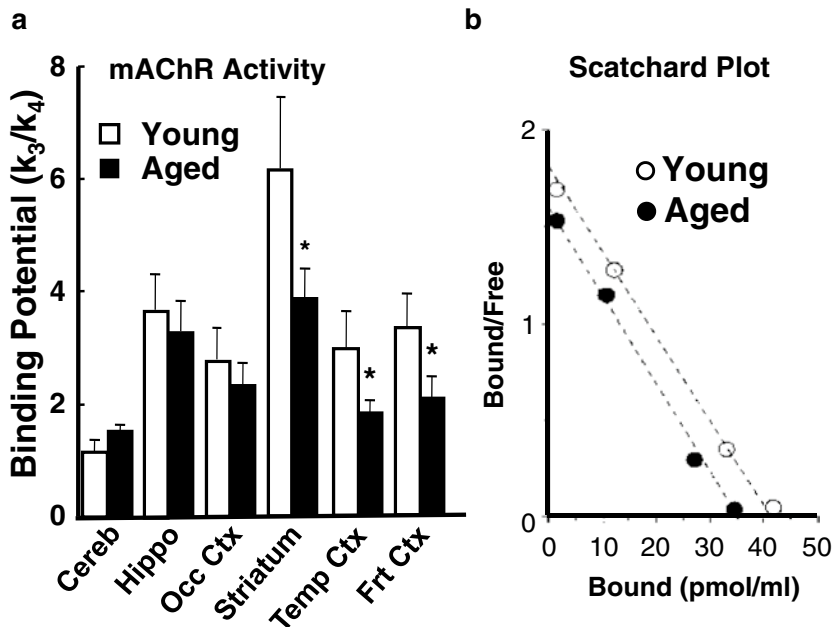 a
mAChR Activity
Binding Potential (k3/k4)
8
6
4
2
0
Young
Aged
*
*
*
Cereb
Hippo
Occ Ctx
Striatum
Temp Ctx
Frt Ctx
b
Scatchard Plot
Bound/Free
2
1
0
Young
Aged
0
10
20
30
40
50
Bound (pmol/ml)